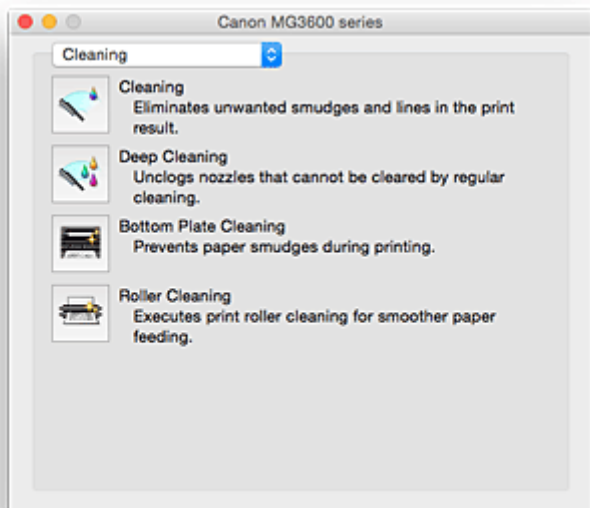 Canon MG3600 series
Cleaning
Cleaning
Eliminates unwanted smudges and lines in the print
result.
Deep Cleaning
Unclogs nozzles that cannot be cleared by regular
cleaning.
Bottom Plate Cleaning
Prevents paper smudges during printing.
Roller Cleaning
Executes print roller cleaning for smoother paper
feeding.